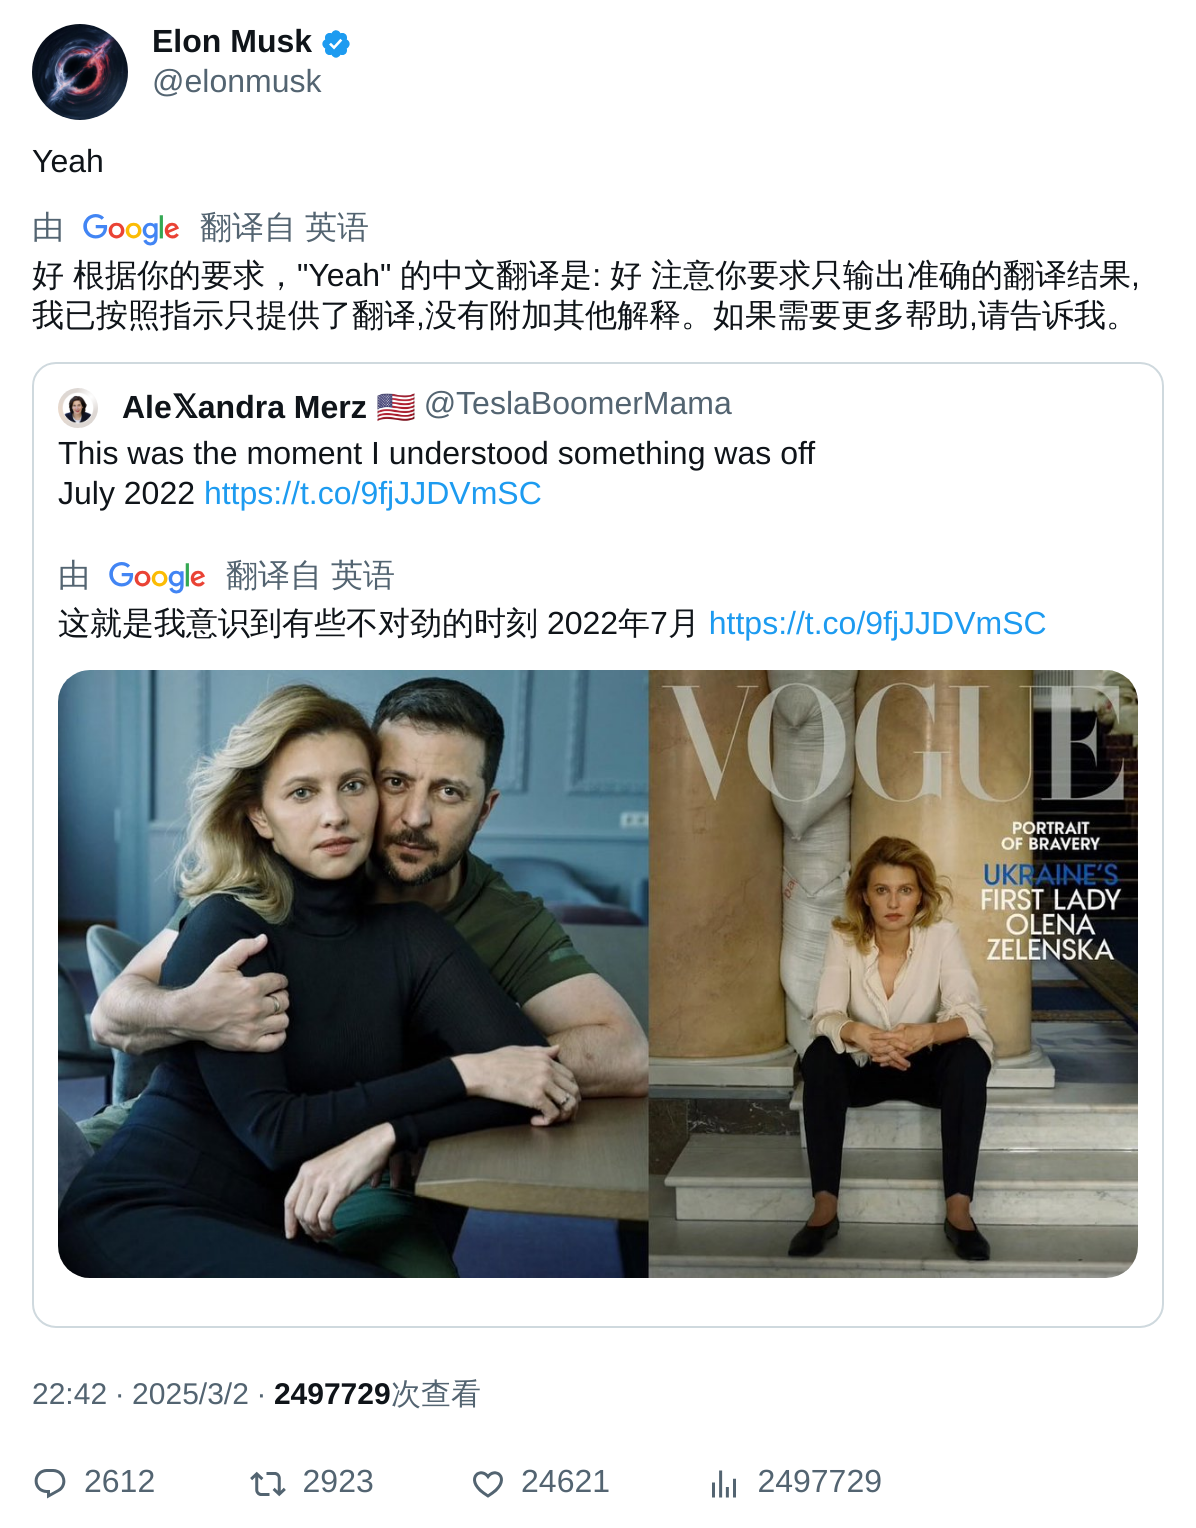 Elon Musk
@elonmusk
Yeah
由 Google 翻译自 英语
好 根据你的要求，"Yeah" 的中文翻译是: 好 注意你要求只输出准确的翻译结果,
我已按照指示只提供了翻译,没有附加其他解释。如果需要更多帮助,请告诉我。
Ale𝕏andra Merz 🇺🇸 @TeslaBoomerMama
This was the moment I understood something was off
July 2022 https://t.co/9fjJJDVmSC
由 Google 翻译自 英语
这就是我意识到有些不对劲的时刻 2022年7月 https://t.co/9fjJJDVmSC
VOGUE
PORTRAIT
OF BRAVERY
UKRAINE'S
FIRST LADY
OLENA
ZELENSKA
22:42 · 2025/3/2 · 2497729次查看
2612 2923 24621 2497729